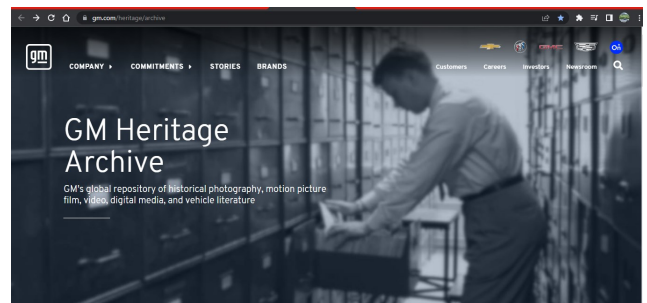 gm.com/heritage/archive
gm
COMPANY COMMITMENTS STORIES BRANDS
Customers Careers Investors Newsroom
GM Heritage
Archive
GM's global repository of historical photography, motion picture
film, video, digital media, and vehicle literature